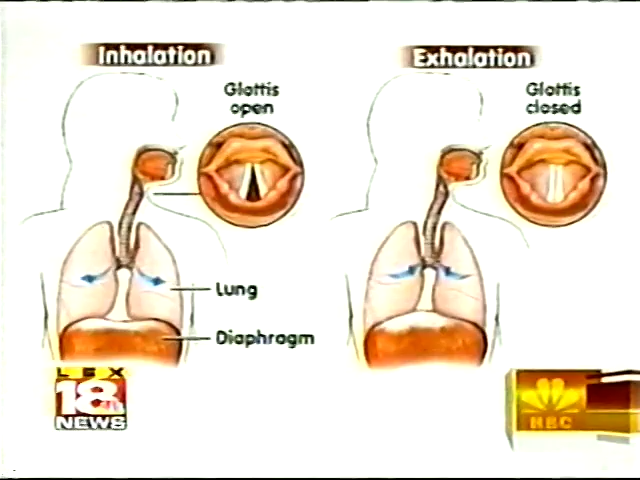 Inhalation
Exhalation
Glottis
open
Glottis
closed
Lung
Diaphragm
LEX
18
NEWS
NBC